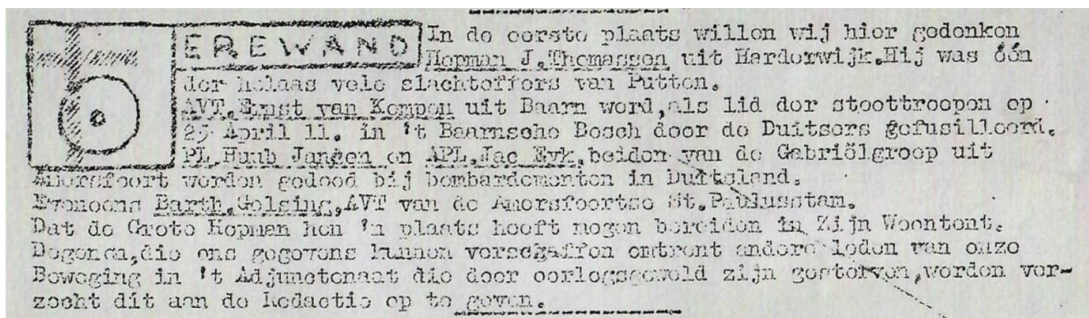 EREWAND
In de eerste plaats willen wij hier gedenken
Hopman J.Thomassen uit Harderwijk.Hij was één
der helaas vele slachtoffers van Putten.
AVT.Ernst van Kempen uit Baarn werd,als lid der stoottroepen op
25 April 11. in 't Baarnsche Bosch door de Duitsers gefusilleerd.
PL.Huub Jansen en APL.Jac Eyk,beiden van de Gabriëlgroep uit
Amersfoort werden gedood bij bombardementen in Duitsland.
Eveneens Barth.Gelsing,AVT van de Amersfoortse St.Paulusstam.
Dat de Grote Hopman hen 'n plaats heeft mogen bereiden in Zijn Woontent.
Degenen,die ons gegevens kunnen verschaffen omtrent andere leden van onze
Beweging in 't Adjunctenaat die door oorlogsgeweld zijn gestorven,worden ver-
zocht dit aan de Redactie op te geven.